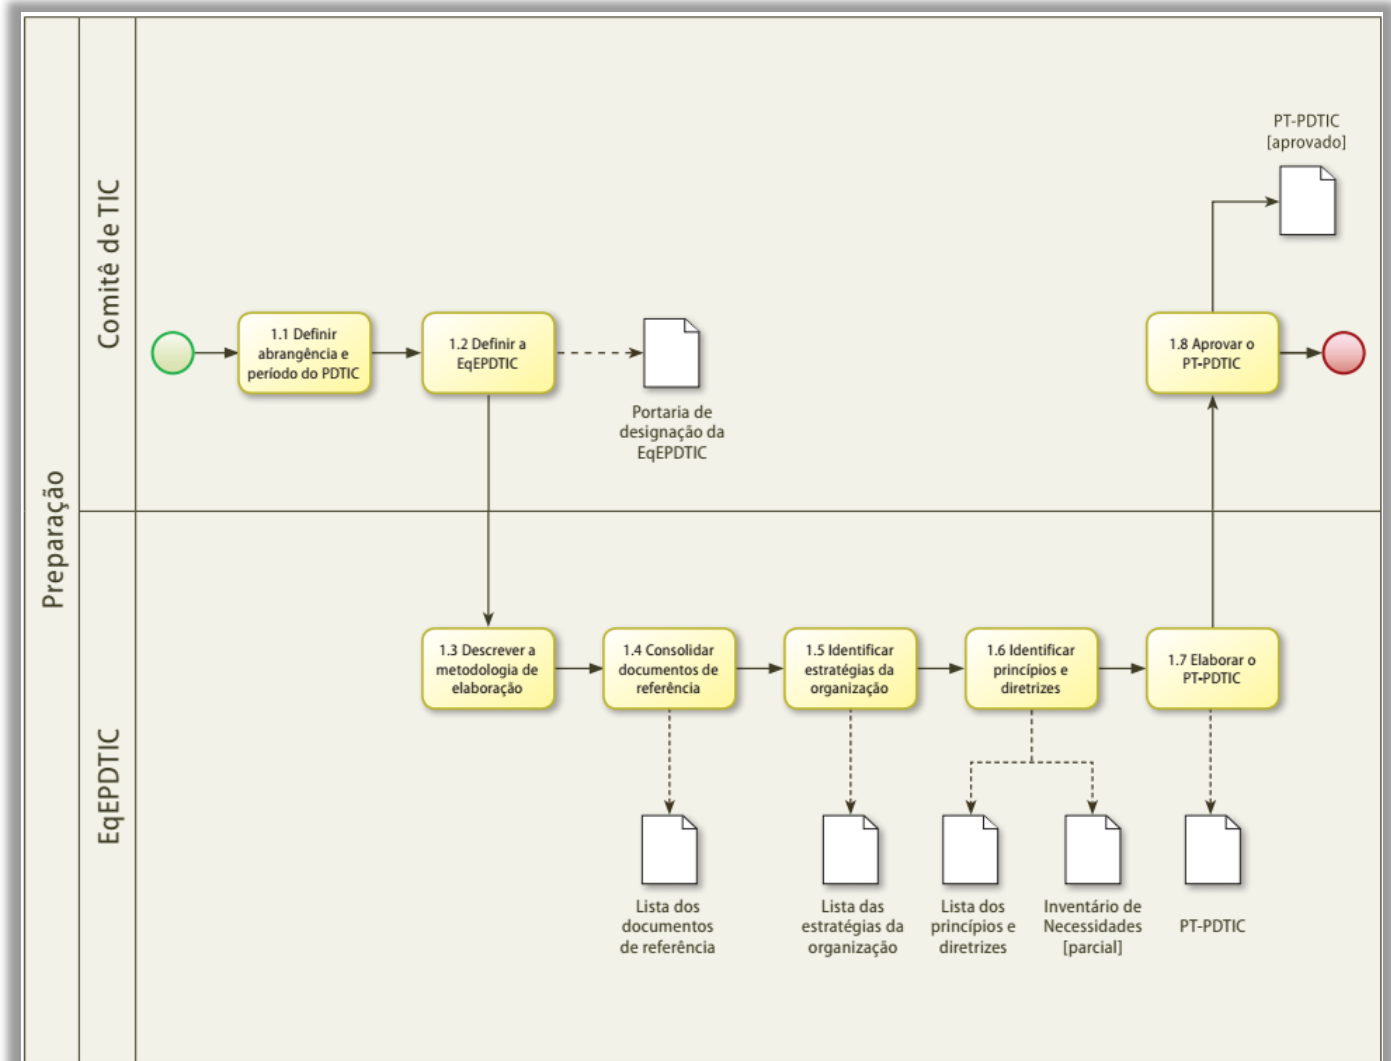 Preparação
Comitê de TIC
PT-PDTIC
[aprovado]
1.1 Definir
abrangência e
período do PDTIC
1.2 Definir a
EqEPDTIC
Portaria de
designação da
EqEPDTIC
1.8 Aprovar o
PT-PDTIC
EqEPDTIC
1.3 Descrever a
metodologia de
elaboração
1.4 Consolidar
documentos de
referência
1.5 Identificar
estratégias da
organização
1.6 Identificar
princípios e
diretrizes
1.7 Elaborar o
PT-PDTIC
Lista dos
documentos
de referência
Lista das
estratégias da
organização
Lista dos
princípios e
diretrizes
Inventário de
Necessidades
[parcial]
PT-PDTIC